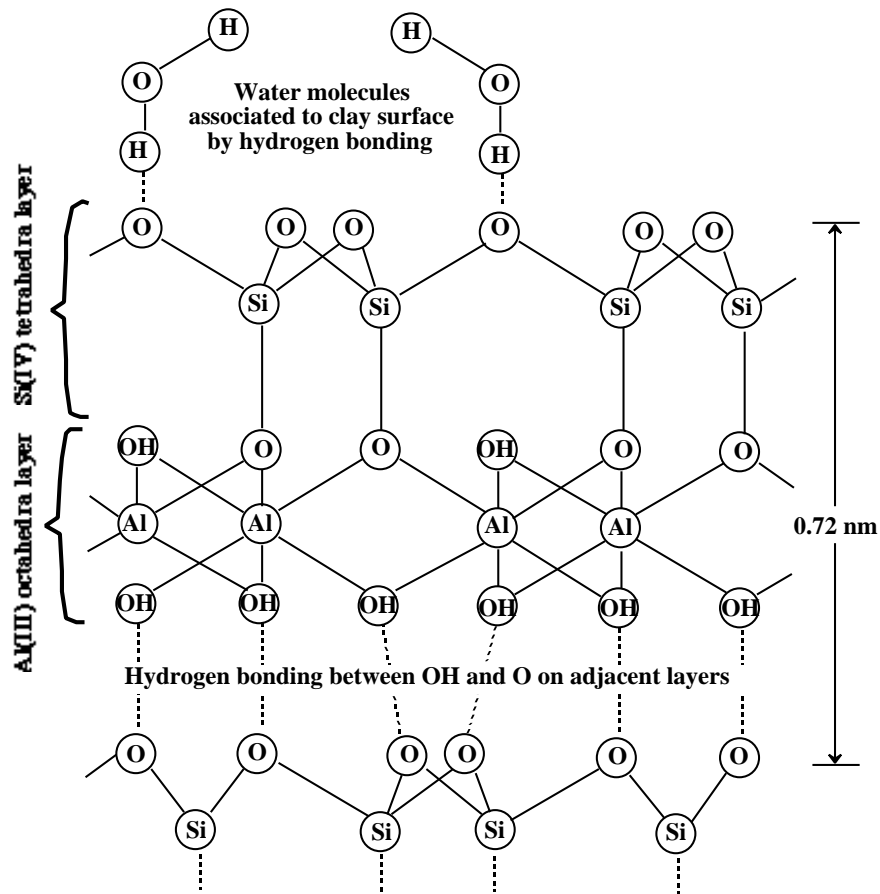 H H
O O
Water molecules
associated to clay surface
by hydrogen bonding
H H
O O O O O O
Si Si Si Si
Si(IV) tetrahedra layer
OH O O OH O O
Al Al Al Al
0.72 nm
OH OH OH OH OH OH
Al(III) octahedra layer
Hydrogen bonding between OH and O on adjacent layers
O O O O O O
Si Si Si Si